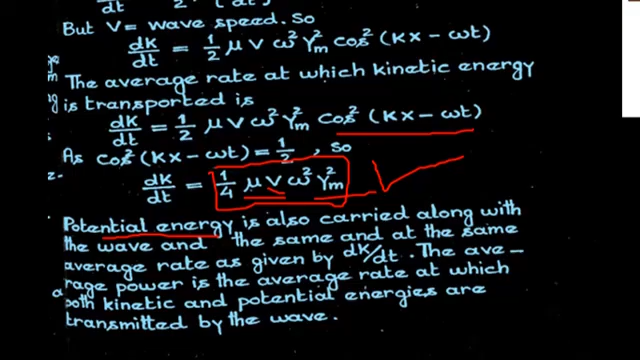 But V = wave speed. So
dK/dt = 1/2 μ V ω² Y²m Cos² (Kx - ωt)
The average rate at which kinetic energy
is transported is
dK/dt = 1/2 μ V ω² Y²m Cos² (Kx - ωt)
As Cos² (Kx - ωt) = 1/2 , so
dK/dt = 1/4 μ V ω² Y²m
Potential energy is also carried along with
the wave and the same and at the same
average rate as given by dK/dt. The ave-
rage power is the average rate at which
both kinetic and potential energies are
transmitted by the wave.